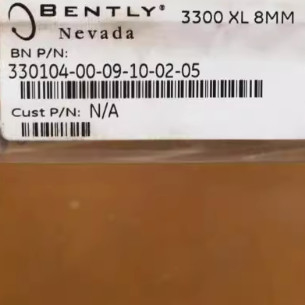 BENTLY® 3300 XL 8MM
Nevada
BN P/N:
330104-00-09-10-02-05
Cust P/N: N/A